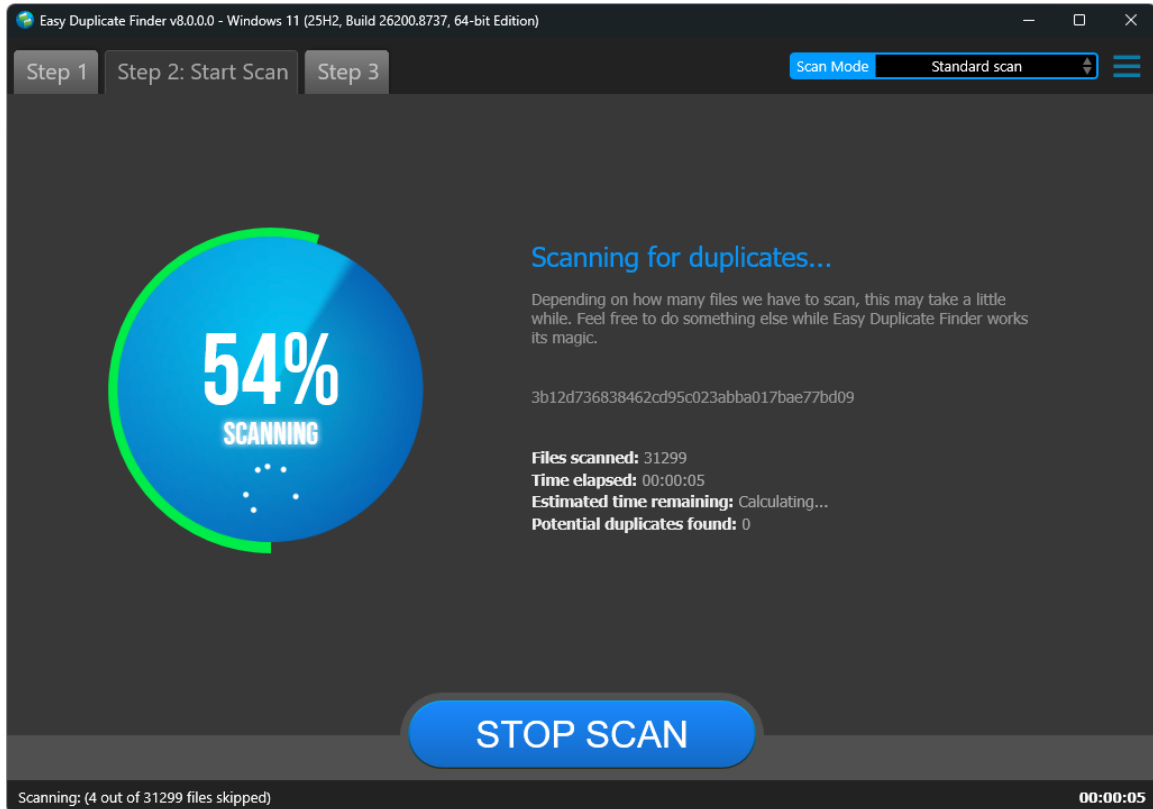 Easy Duplicate Finder v8.0.0.0 - Windows 11 (25H2, Build 26200.8737, 64-bit Edition)
Step 1
Step 2: Start Scan
Step 3
Scan Mode
Standard scan
54%
SCANNING
Scanning for duplicates...
Depending on how many files we have to scan, this may take a little
while. Feel free to do something else while Easy Duplicate Finder works
its magic.
3b12d736838462cd95c023abba017bae77bd09
Files scanned: 31299
Time elapsed: 00:00:05
Estimated time remaining: Calculating...
Potential duplicates found: 0
STOP SCAN
Scanning: (4 out of 31299 files skipped)
00:00:05